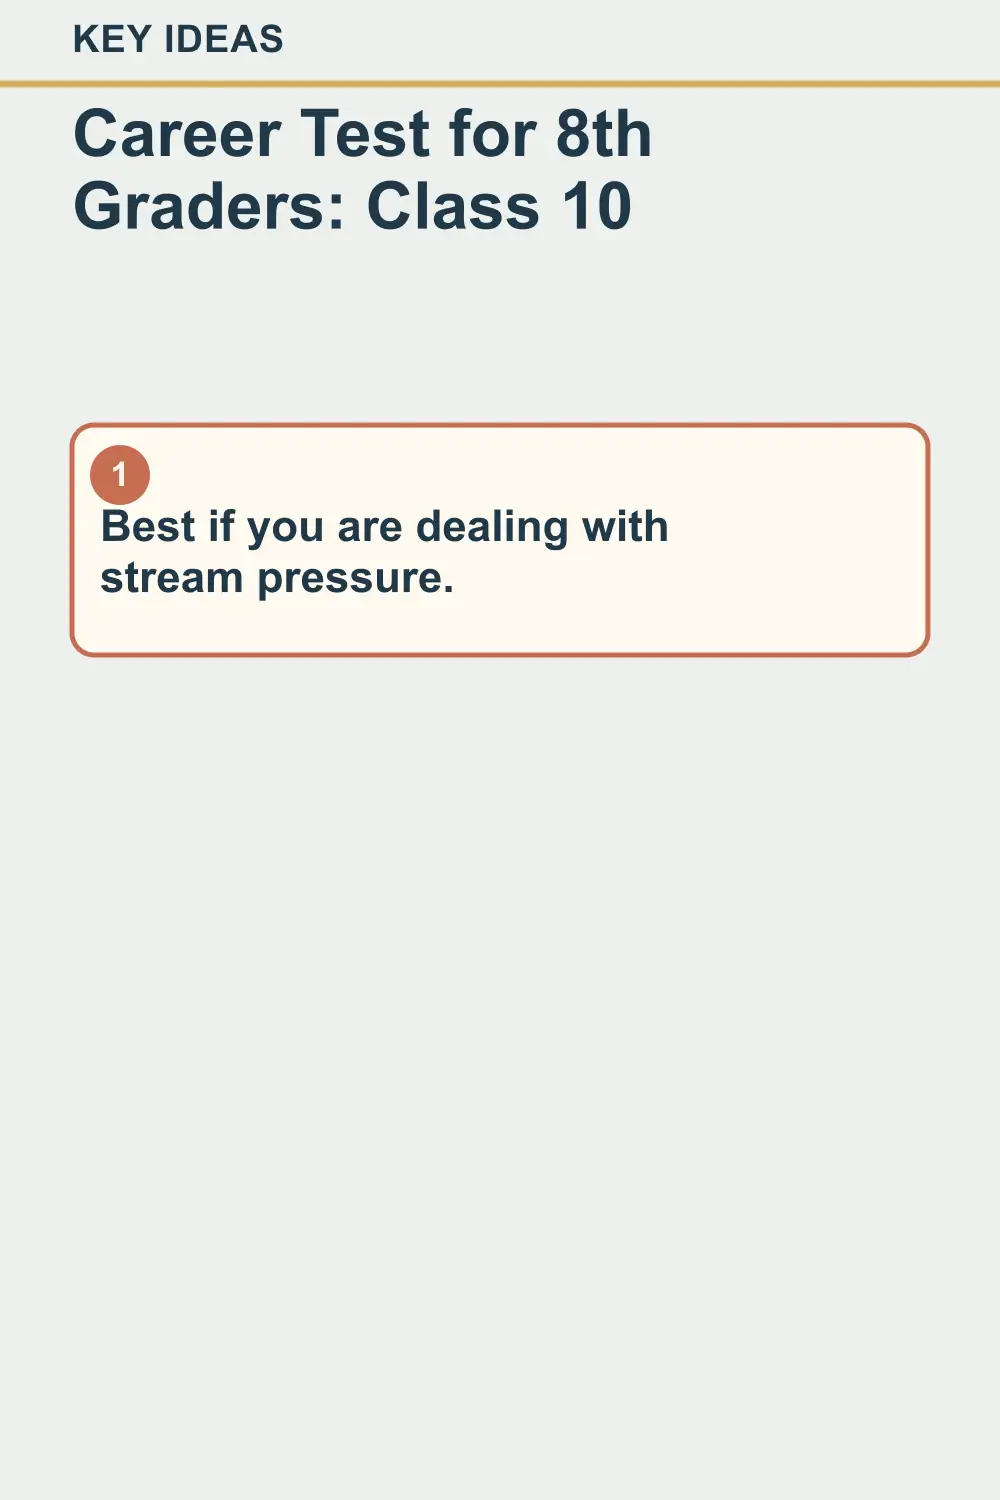 KEY IDEAS
Career Test for 8th
Graders: Class 10
1
Best if you are dealing with
stream pressure.